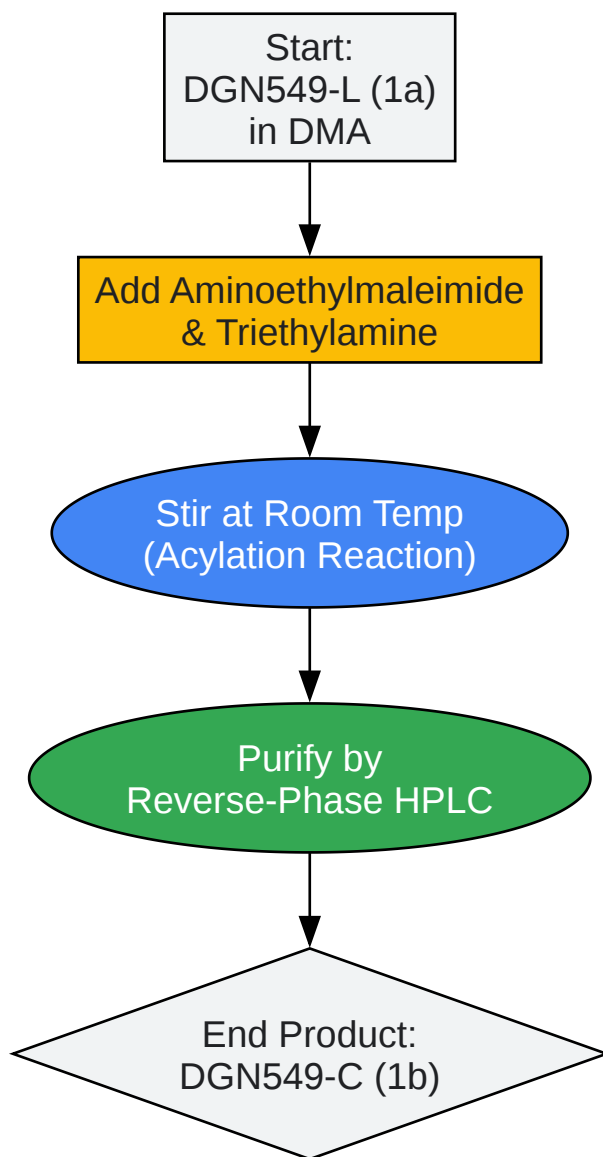 Start:
DGN549-L (1a)
in DMA
Add Aminoethylmaleimide
& Triethylamine
Stir at Room Temp
(Acylation Reaction)
Purify by
Reverse-Phase HPLC
End Product:
DGN549-C (1b)